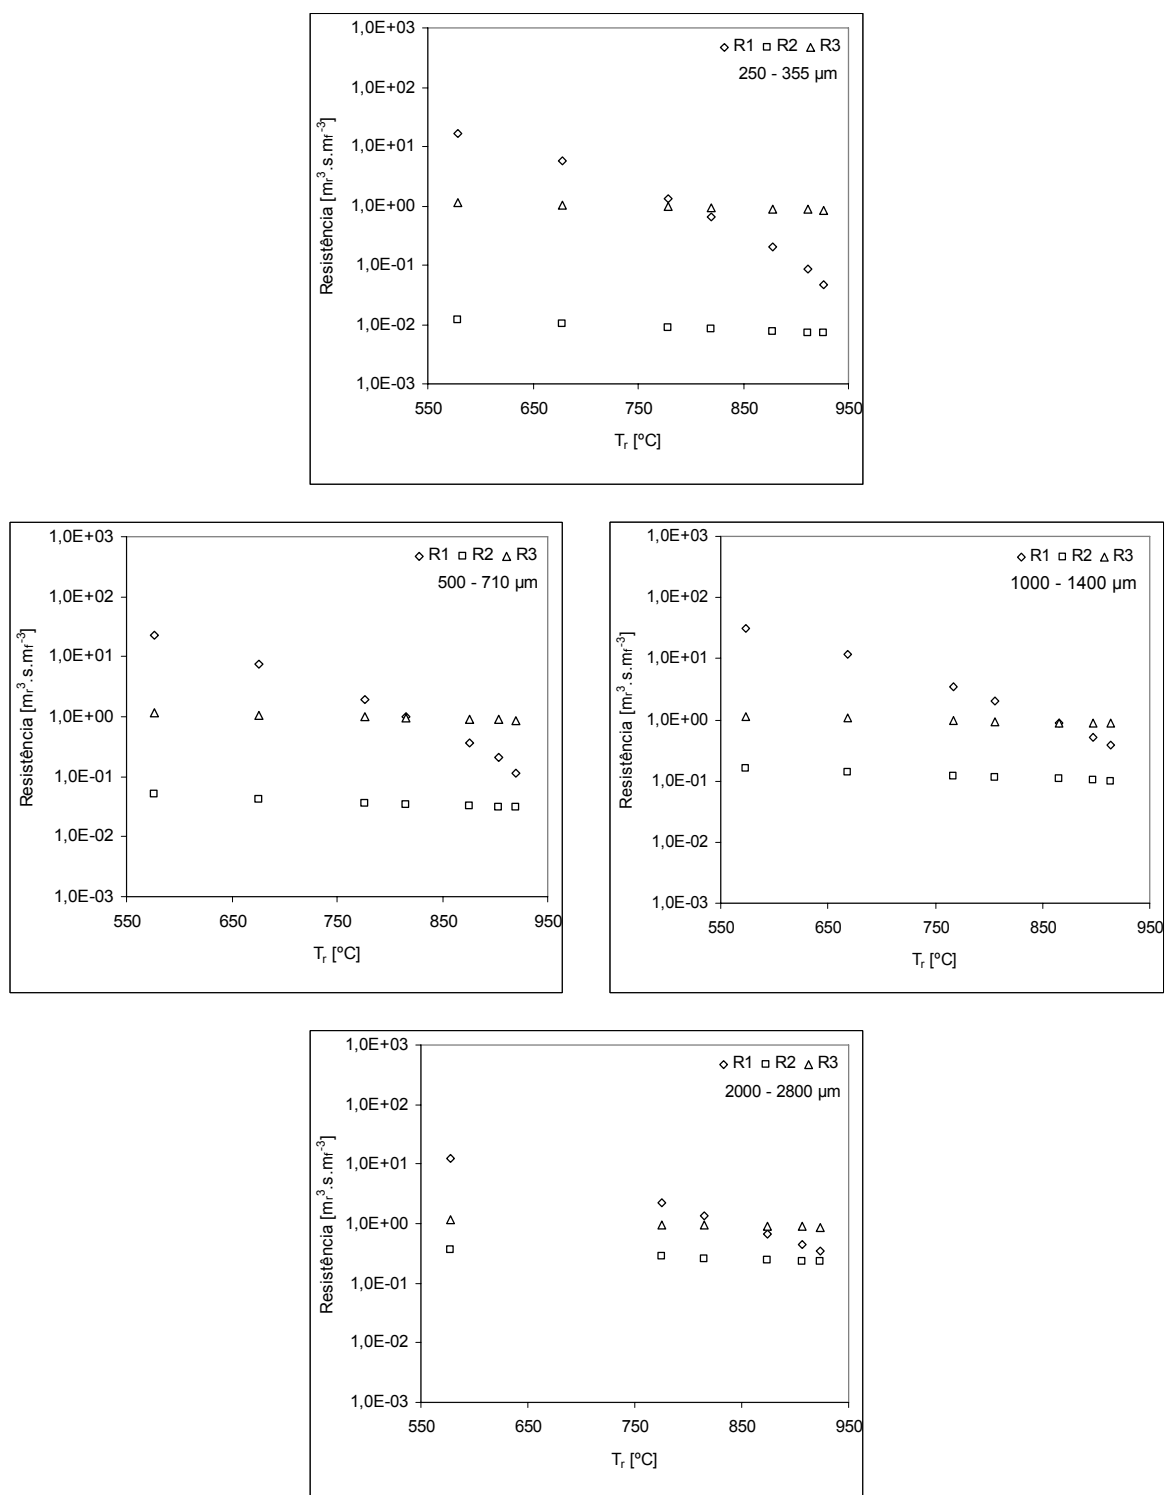 1,0E+03
◇ R1 □ R2 △ R3
250 - 355 µm
1,0E+02
1,0E+01
1,0E+00
1,0E-01
1,0E-02
1,0E-03
Resistência [mr³.s.mf⁻³]
550 650 750 850 950
Tr [ºC]
1,0E+03
◇ R1 □ R2 △ R3
500 - 710 µm
1,0E+02
1,0E+01
1,0E+00
1,0E-01
1,0E-02
1,0E-03
Resistência [mr³.s.mf⁻³]
550 650 750 850 950
Tr [ºC]
1,0E+03
◇ R1 □ R2 △ R3
1000 - 1400 µm
1,0E+02
1,0E+01
1,0E+00
1,0E-01
1,0E-02
1,0E-03
Resistência [mr³.s.mf⁻³]
550 650 750 850 950
Tr [ºC]
1,0E+03
◇ R1 □ R2 △ R3
2000 - 2800 µm
1,0E+02
1,0E+01
1,0E+00
1,0E-01
1,0E-02
1,0E-03
Resistência [mr³.s.mf⁻³]
550 650 750 850 950
Tr [ºC]